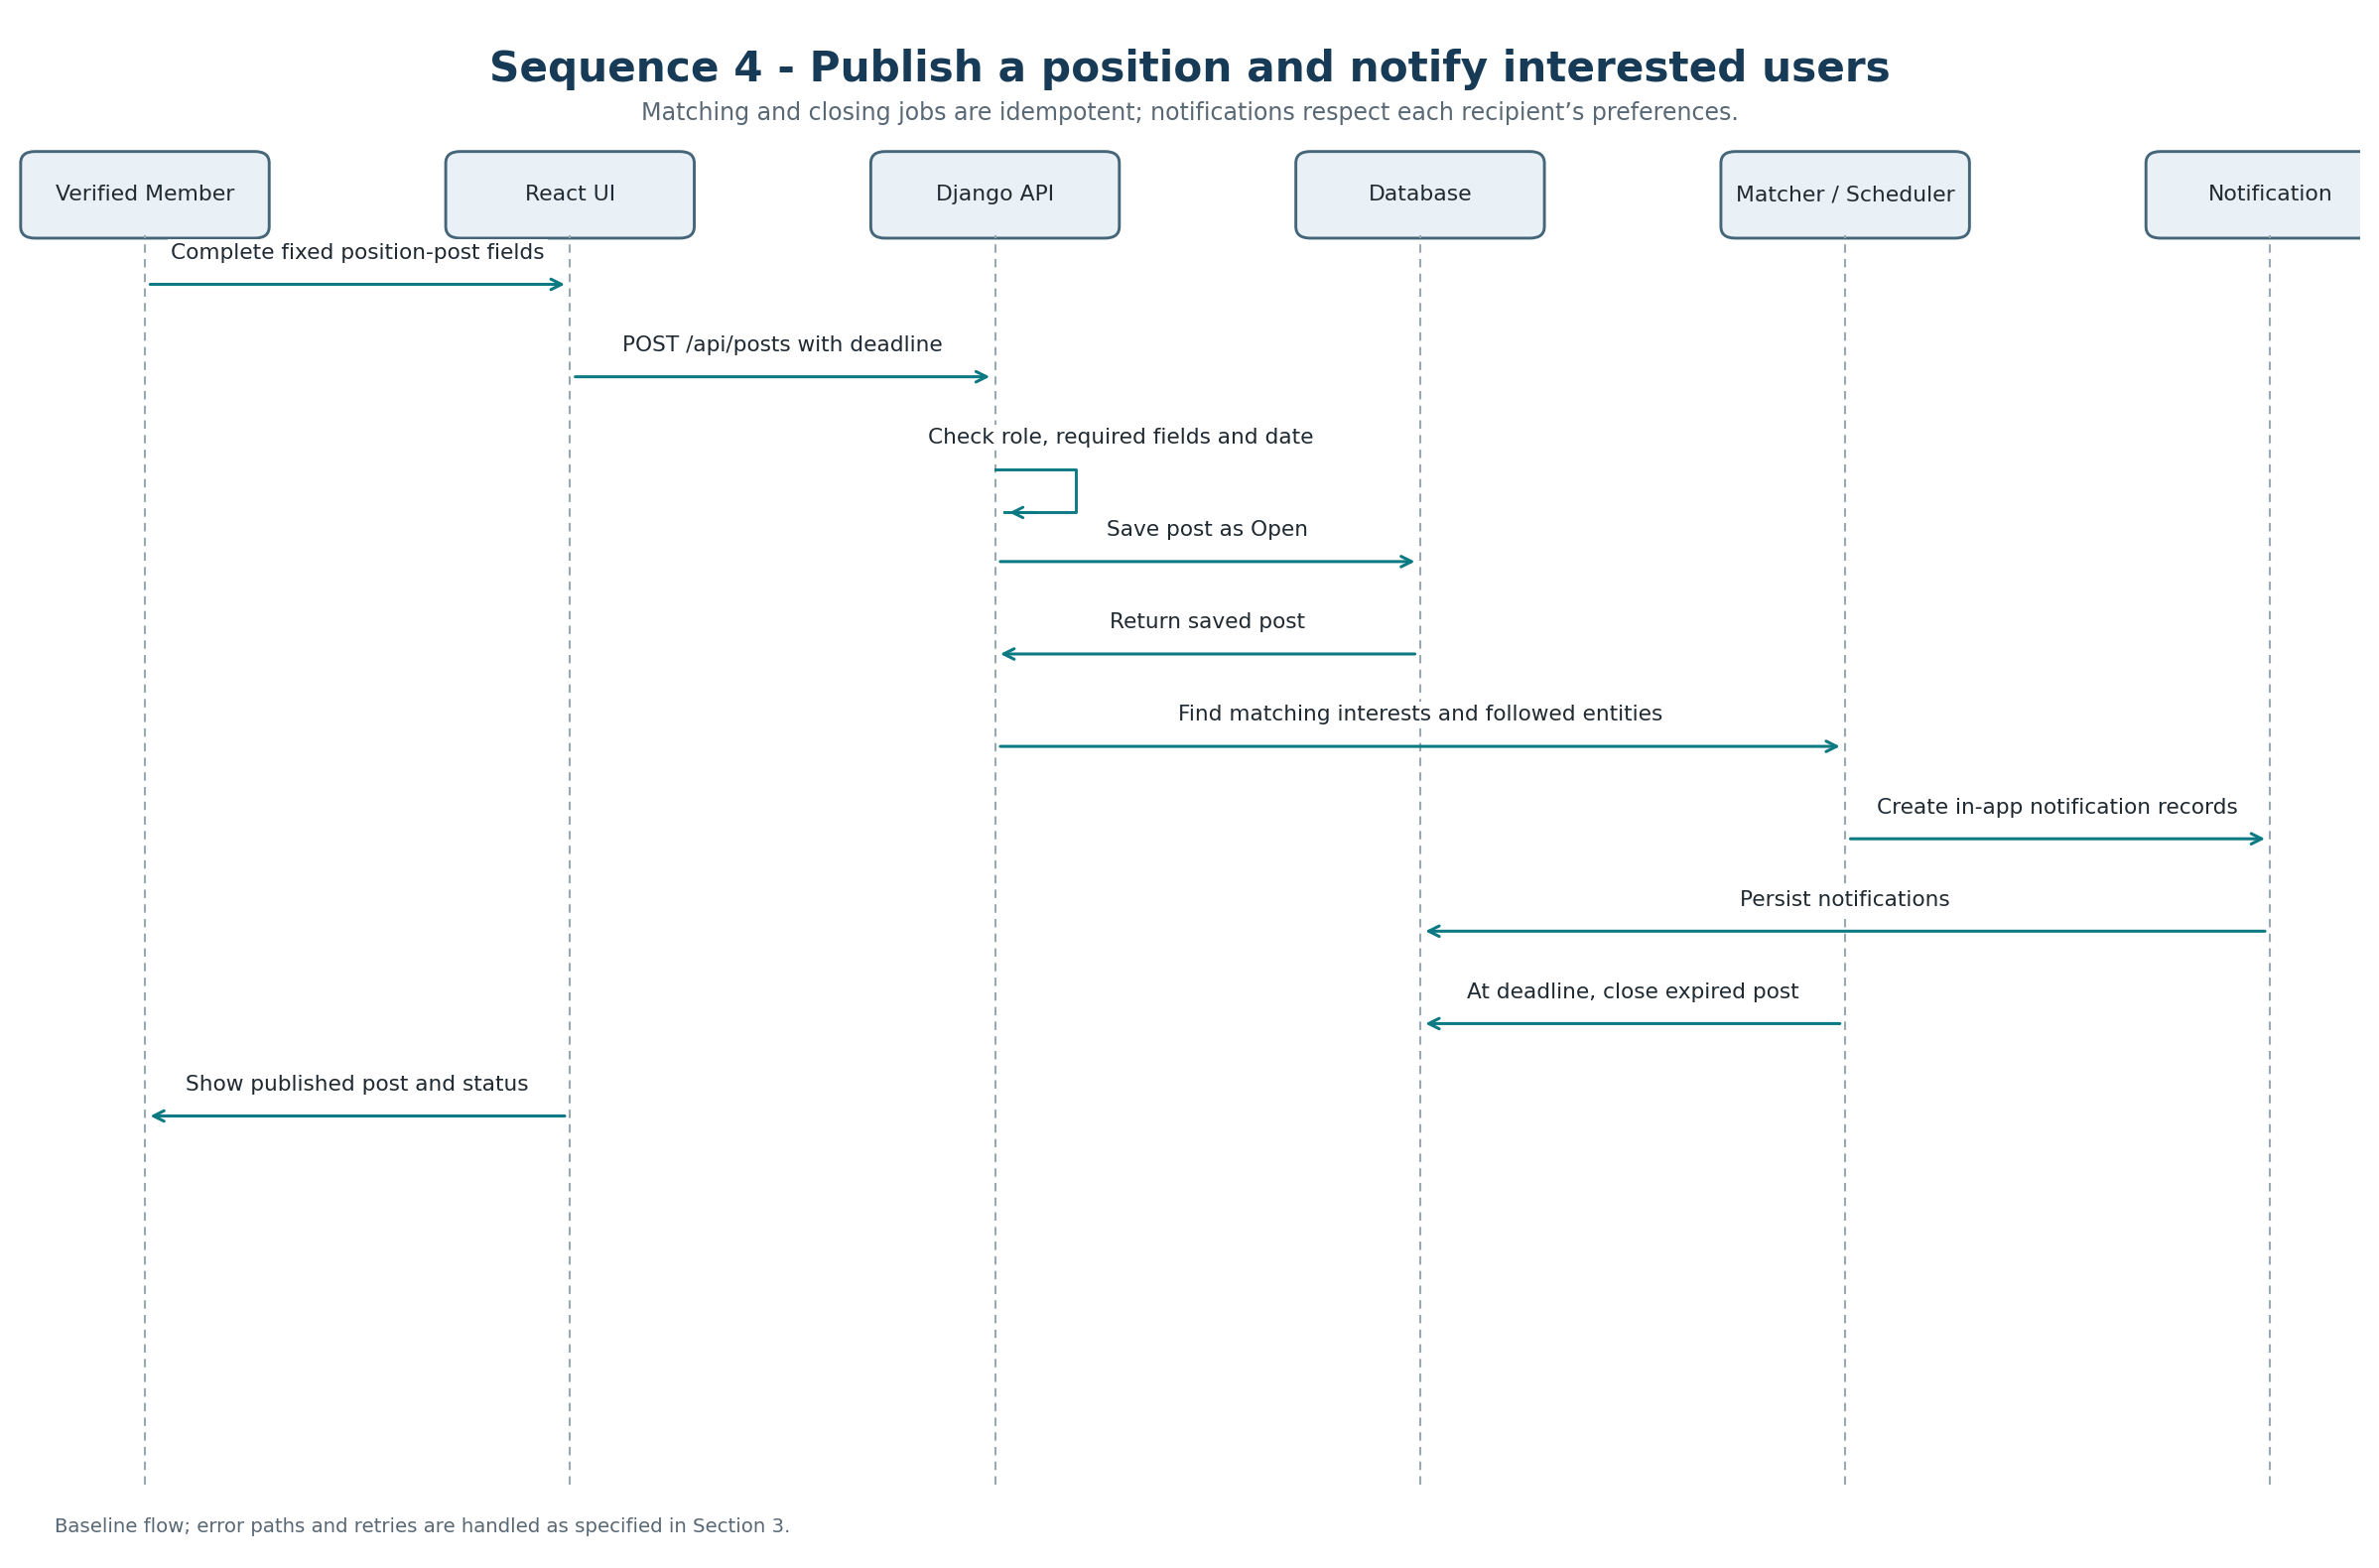 Sequence 4 - Publish a position and notify interested users
Matching and closing jobs are idempotent; notifications respect each recipient’s preferences.
Verified Member
React UI
Django API
Database
Matcher / Scheduler
Notification
Complete fixed position-post fields
POST /api/posts with deadline
Check role, required fields and date
Save post as Open
Return saved post
Find matching interests and followed entities
Create in-app notification records
Persist notifications
At deadline, close expired post
Show published post and status
Baseline flow; error paths and retries are handled as specified in Section 3.